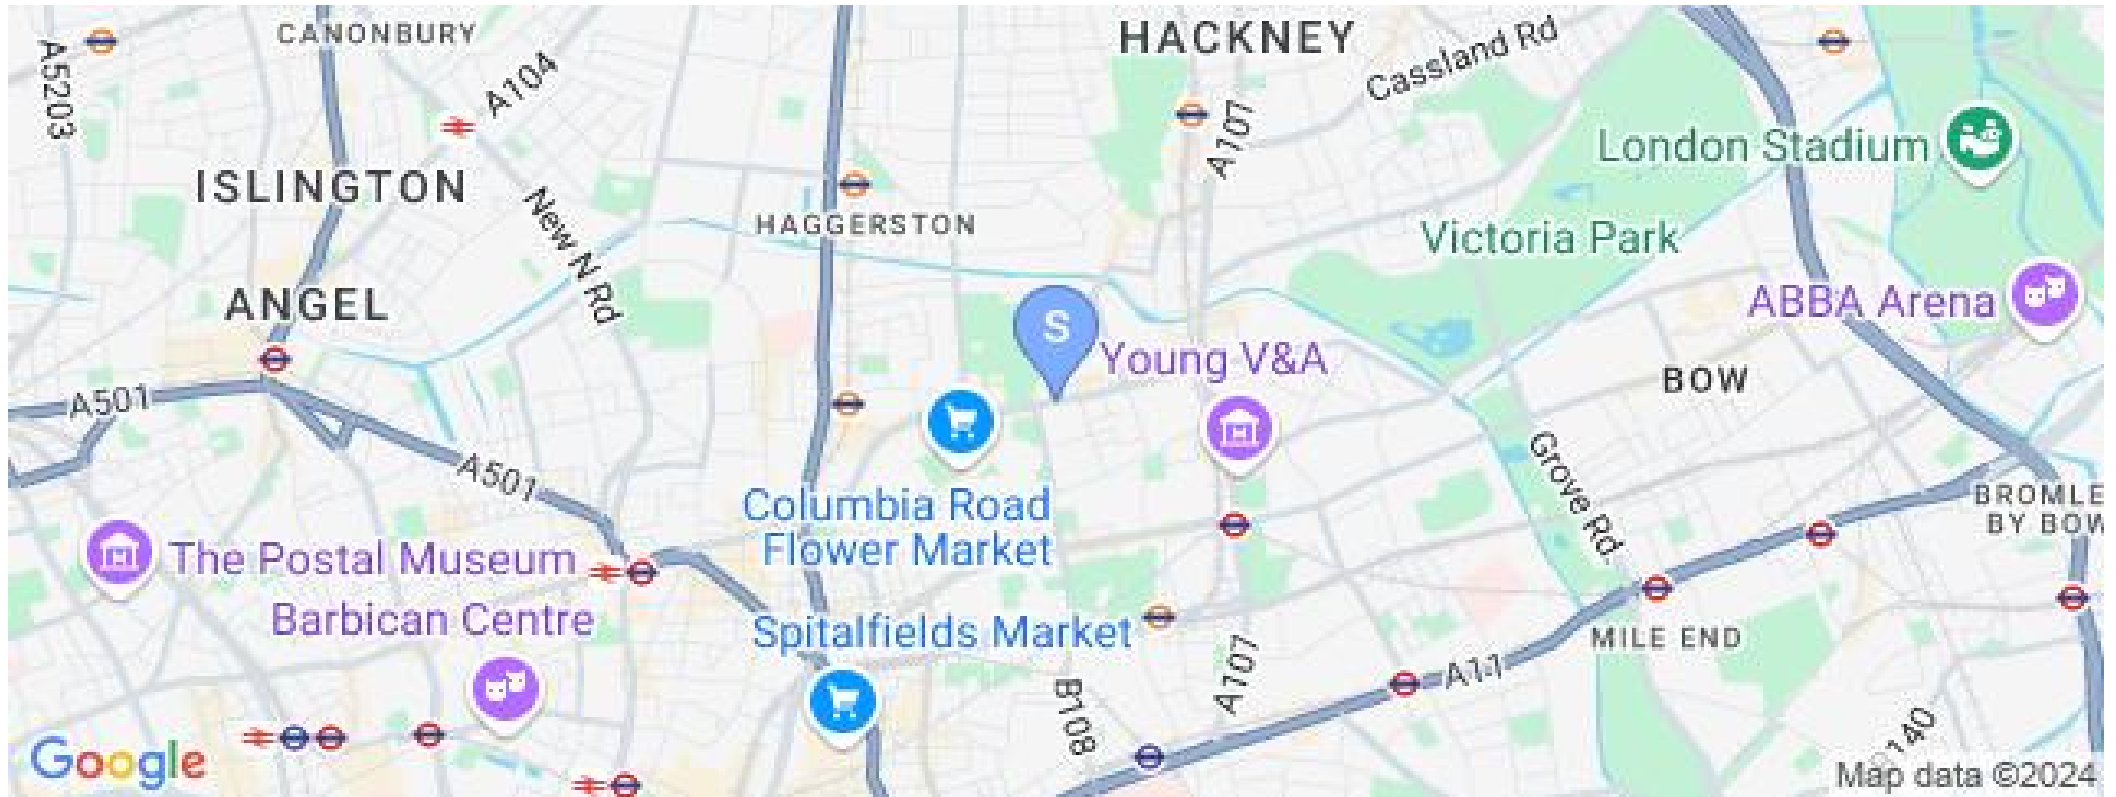 CANONBURY
HACKNEY
Cassland Rd
A5203
A104
A107
London Stadium
ISLINGTON
New N Rd
HAGGERSTON
Victoria Park
ANGEL
ABBA Arena
S
Young V&A
BOW
A501
A501
Grove Rd
Columbia Road
Flower Market
BROMLE
BY BOW
The Postal Museum
Barbican Centre
Spitalfields Market
MILE END
A107
A11
B108
140
Google
Map data ©2024